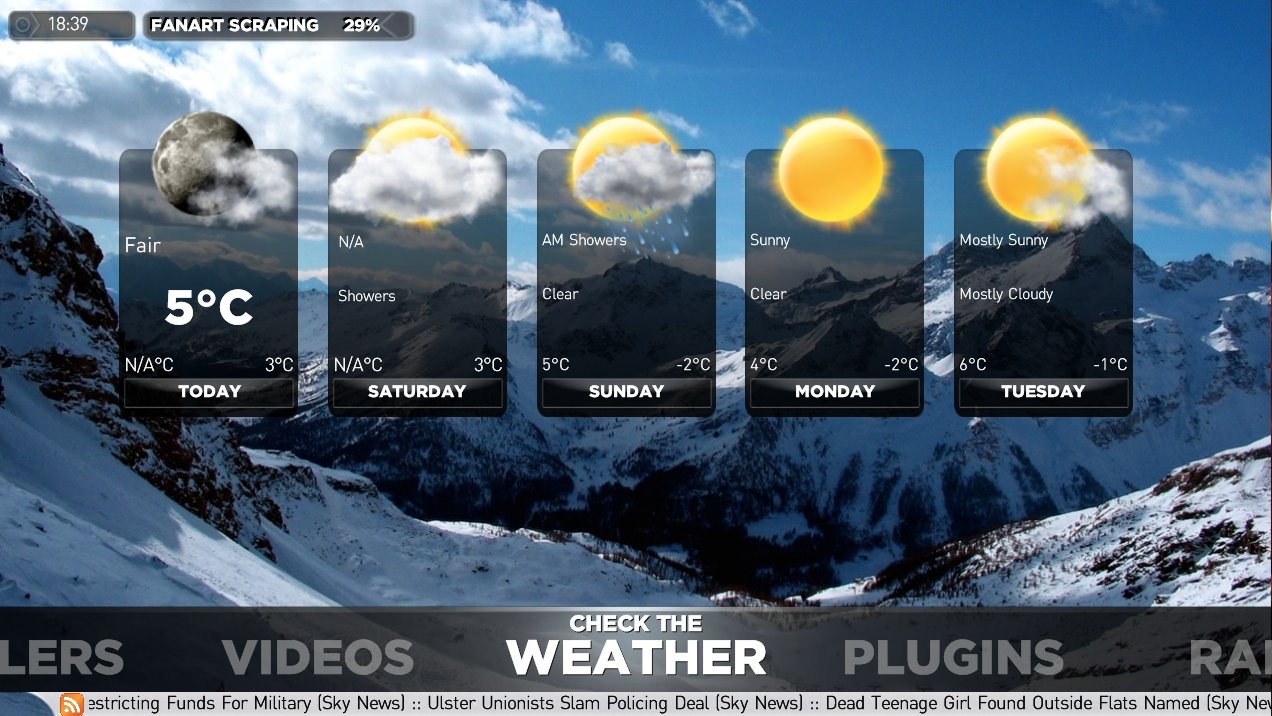 18:39
FANART SCRAPING 29%
Fair
5°C
N/A°C 3°C
TODAY
N/A
Showers
N/A°C 3°C
SATURDAY
AM Showers
Clear
5°C -2°C
SUNDAY
Sunny
Clear
4°C -2°C
MONDAY
Mostly Sunny
Mostly Cloudy
6°C -1°C
TUESDAY
CHECK THE
LERS VIDEOS WEATHER PLUGINS RA
estricting Funds For Military (Sky News) :: Ulster Unionists Slam Policing Deal (Sky News) :: Dead Teenage Girl Found Outside Flats Named (Sky Ne